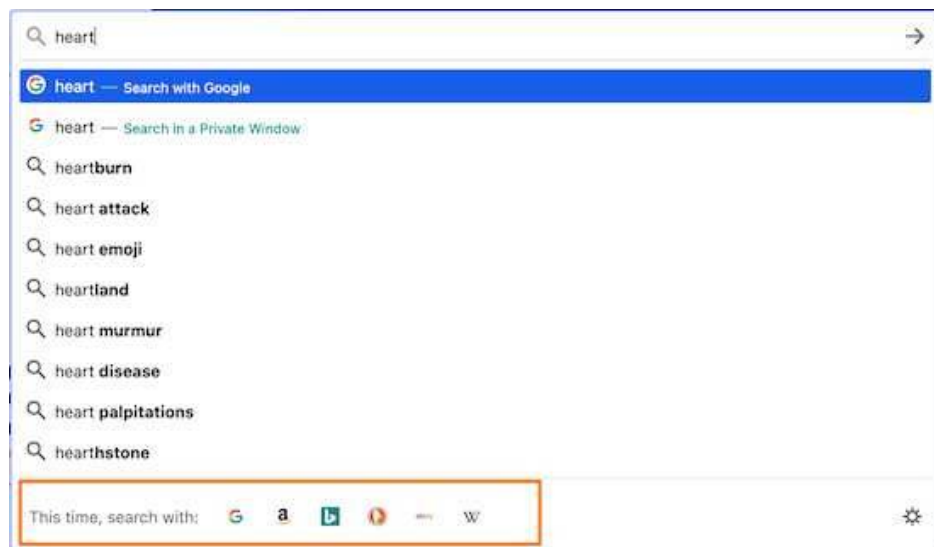 heart
heart — Search with Google
heart — Search in a Private Window
heartburn
heart attack
heart emoji
heartland
heart murmur
heart disease
heart palpitations
hearthstone
This time, search with: